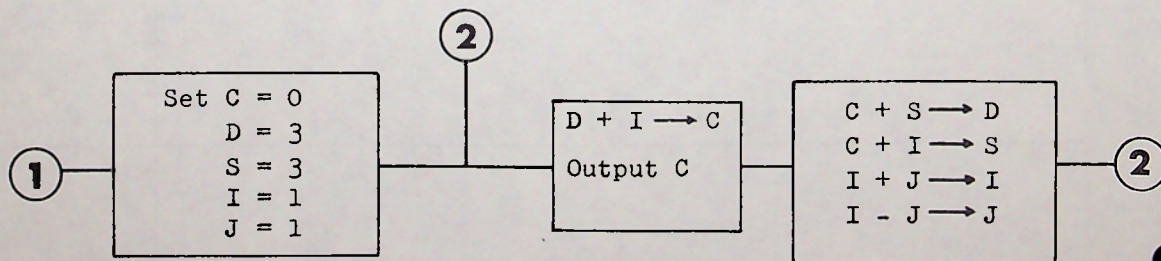 1
Set C = 0
D = 3
S = 3
I = 1
J = 1
2
D + I ⟶ C
Output C
C + S ⟶ D
C + I ⟶ S
I + J ⟶ I
I - J ⟶ J
2